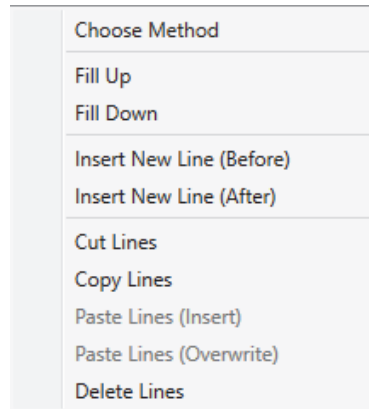 Choose Method
Fill Up
Fill Down
Insert New Line (Before)
Insert New Line (After)
Cut Lines
Copy Lines
Paste Lines (Insert)
Paste Lines (Overwrite)
Delete Lines